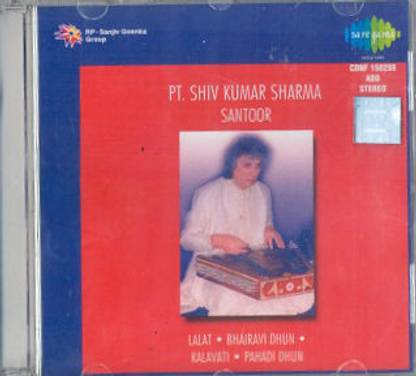 RP-Sanjiv Goenka
Group
SA RE GA MA
CDNF 150255
ADD
STEREO
PT. SHIV KUMAR SHARMA
SANTOOR
LALAT • BHAIRAVI DHUN •
KALAVATI • PAHADI DHUN